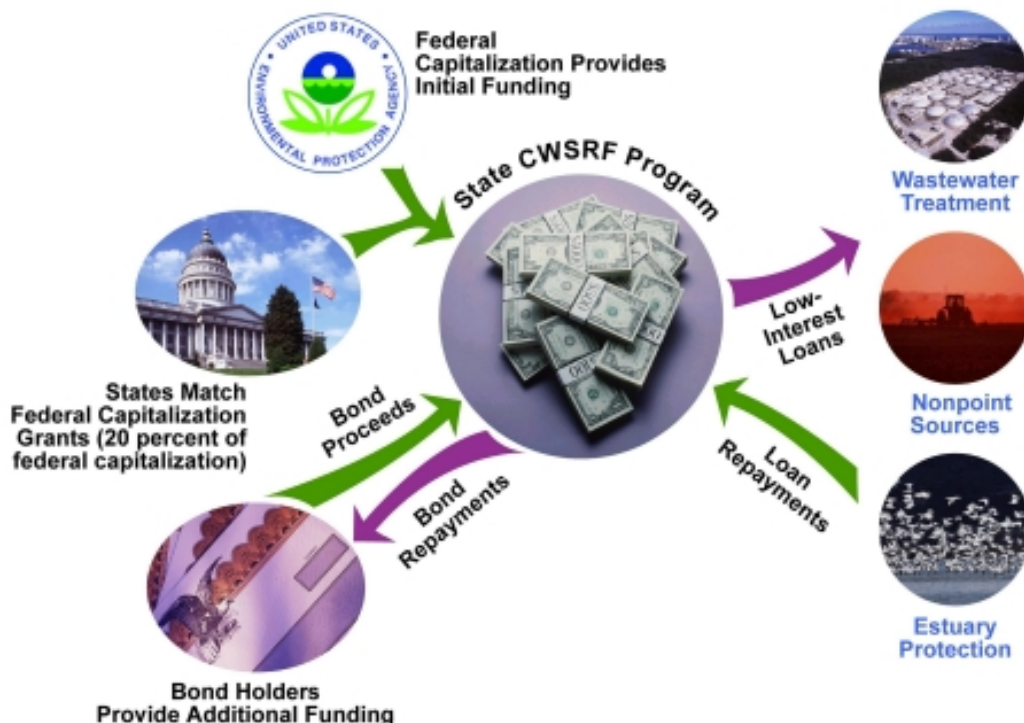 UNITED STATES
ENVIRONMENTAL PROTECTION AGENCY
Federal
Capitalization Provides
Initial Funding
State CWSRF Program
Wastewater
Treatment
Low-
Interest
Loans
States Match
Federal Capitalization
Grants (20 percent of
federal capitalization)
Bond
Proceeds
Nonpoint
Sources
Loan
Repayments
Bond
Repayments
Estuary
Protection
Bond Holders
Provide Additional Funding